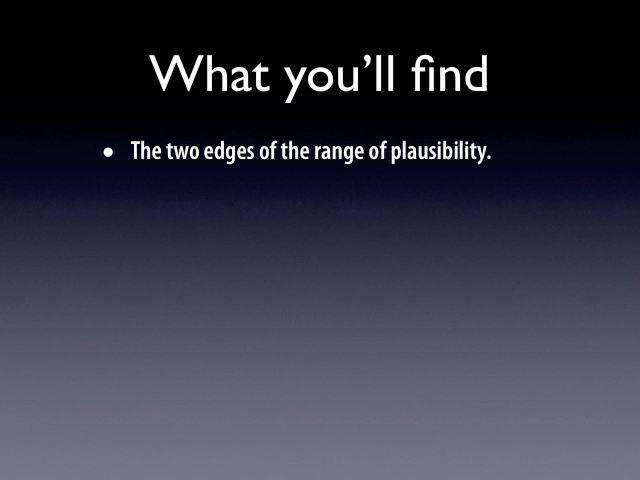 What you’ll find
• The two edges of the range of plausibility.